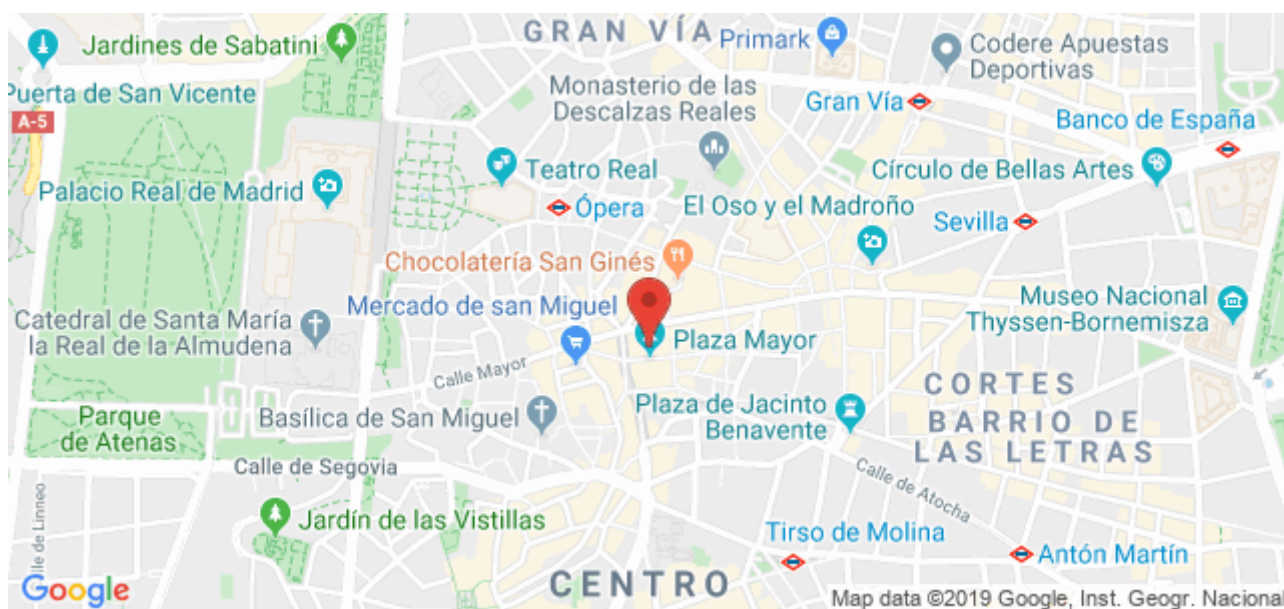 GRAN VÍA
Primark
Codere Apuestas
Deportivas
Jardines de Sabatini
Puerta de San Vicente
A-5
Monasterio de las
Descalzas Reales
Gran Vía
Banco de España
Teatro Real
Círculo de Bellas Artes
Palacio Real de Madrid
Ópera
El Oso y el Madroño
Sevilla
Chocolatería San Ginés
Mercado de san Miguel
Museo Nacional
Thyssen-Bornemisza
Catedral de Santa María
la Real de la Almudena
Plaza Mayor
Calle Mayor
CORTES
Parque
de Atenas
Basílica de San Miguel
Plaza de Jacinto
Benavente
BARRIO DE
LAS LETRAS
Calle de Segovia
Calle de Atocha
Jardín de las Vistillas
Tirso de Molina
Antón Martín
lle de Linneo
CENTRO
Google
Map data ©2019 Google, Inst. Geogr. Naciona